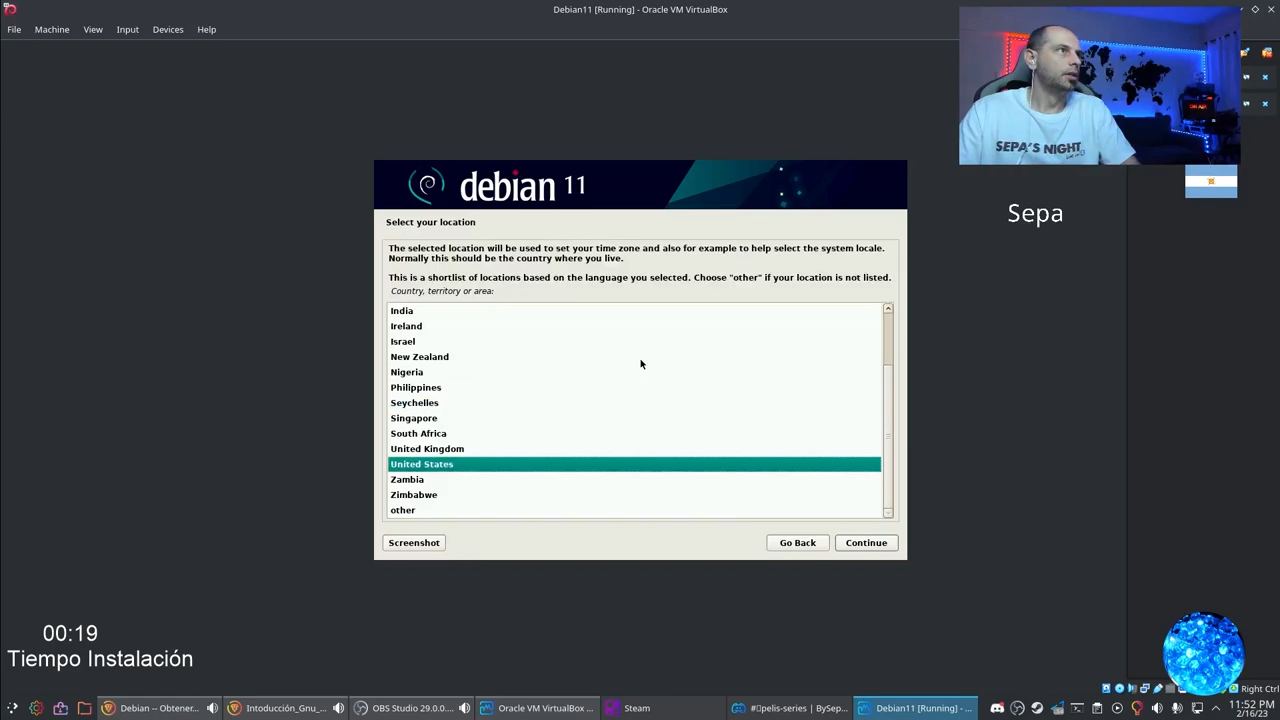 Debian11 [Running] - Oracle VM VirtualBox
File Machine View Input Devices Help
SEPA'S NIGHT
Sepa
debian 11
Select your location
The selected location will be used to set your time zone and also for example to help select the system locale.
Normally this should be the country where you live.
This is a shortlist of locations based on the language you selected. Choose "other" if your location is not listed.
Country, territory or area:
India
Ireland
Israel
New Zealand
Nigeria
Philippines
Seychelles
Singapore
South Africa
United Kingdom
United States
Zambia
Zimbabwe
other
Screenshot Go Back Continue
00:19
Tiempo Instalación
Right Ctrl
Debian -- Obtener... Intoducción_Gnu_... OBS Studio 29.0.0... Oracle VM VirtualBox ... Steam #🍿pelis-series | BySep... Debian11 [Running] - ...
11:52 PM
2/16/23